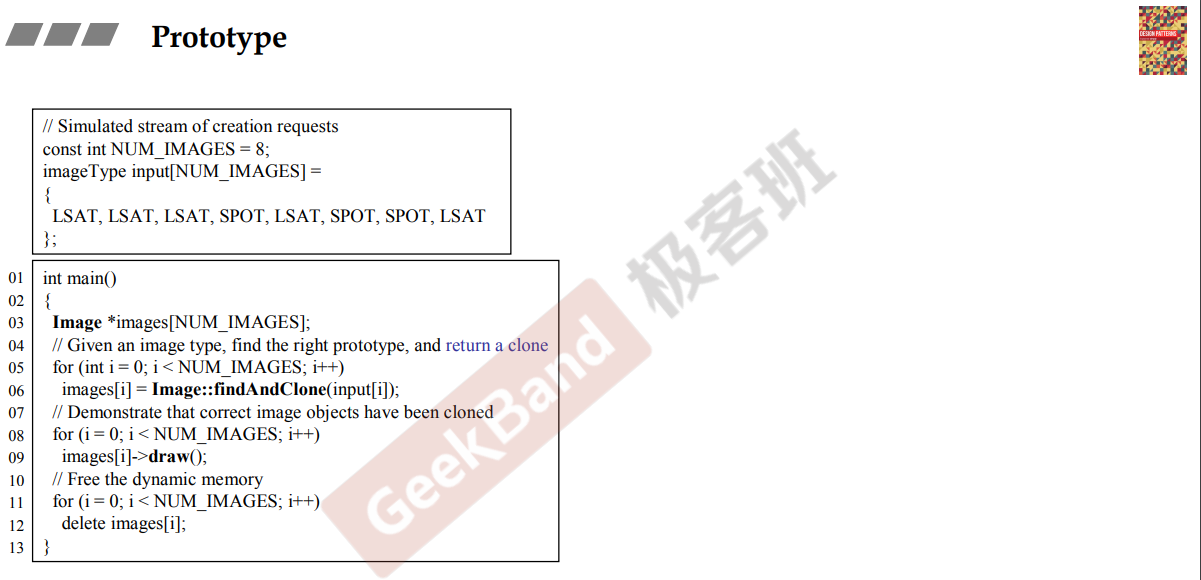 Prototype
DESIGN PATTERNS
// Simulated stream of creation requests
const int NUM_IMAGES = 8;
imageType input[NUM_IMAGES] =
{
LSAT, LSAT, LSAT, SPOT, LSAT, SPOT, SPOT, LSAT
};
01 int main()
02 {
03 Image *images[NUM_IMAGES];
04 // Given an image type, find the right prototype, and return a clone
05 for (int i = 0; i < NUM_IMAGES; i++)
06 images[i] = Image::findAndClone(input[i]);
07 // Demonstrate that correct image objects have been cloned
08 for (i = 0; i < NUM_IMAGES; i++)
09 images[i]->draw();
10 // Free the dynamic memory
11 for (i = 0; i < NUM_IMAGES; i++)
12 delete images[i];
13 }
GeekBand 极客班